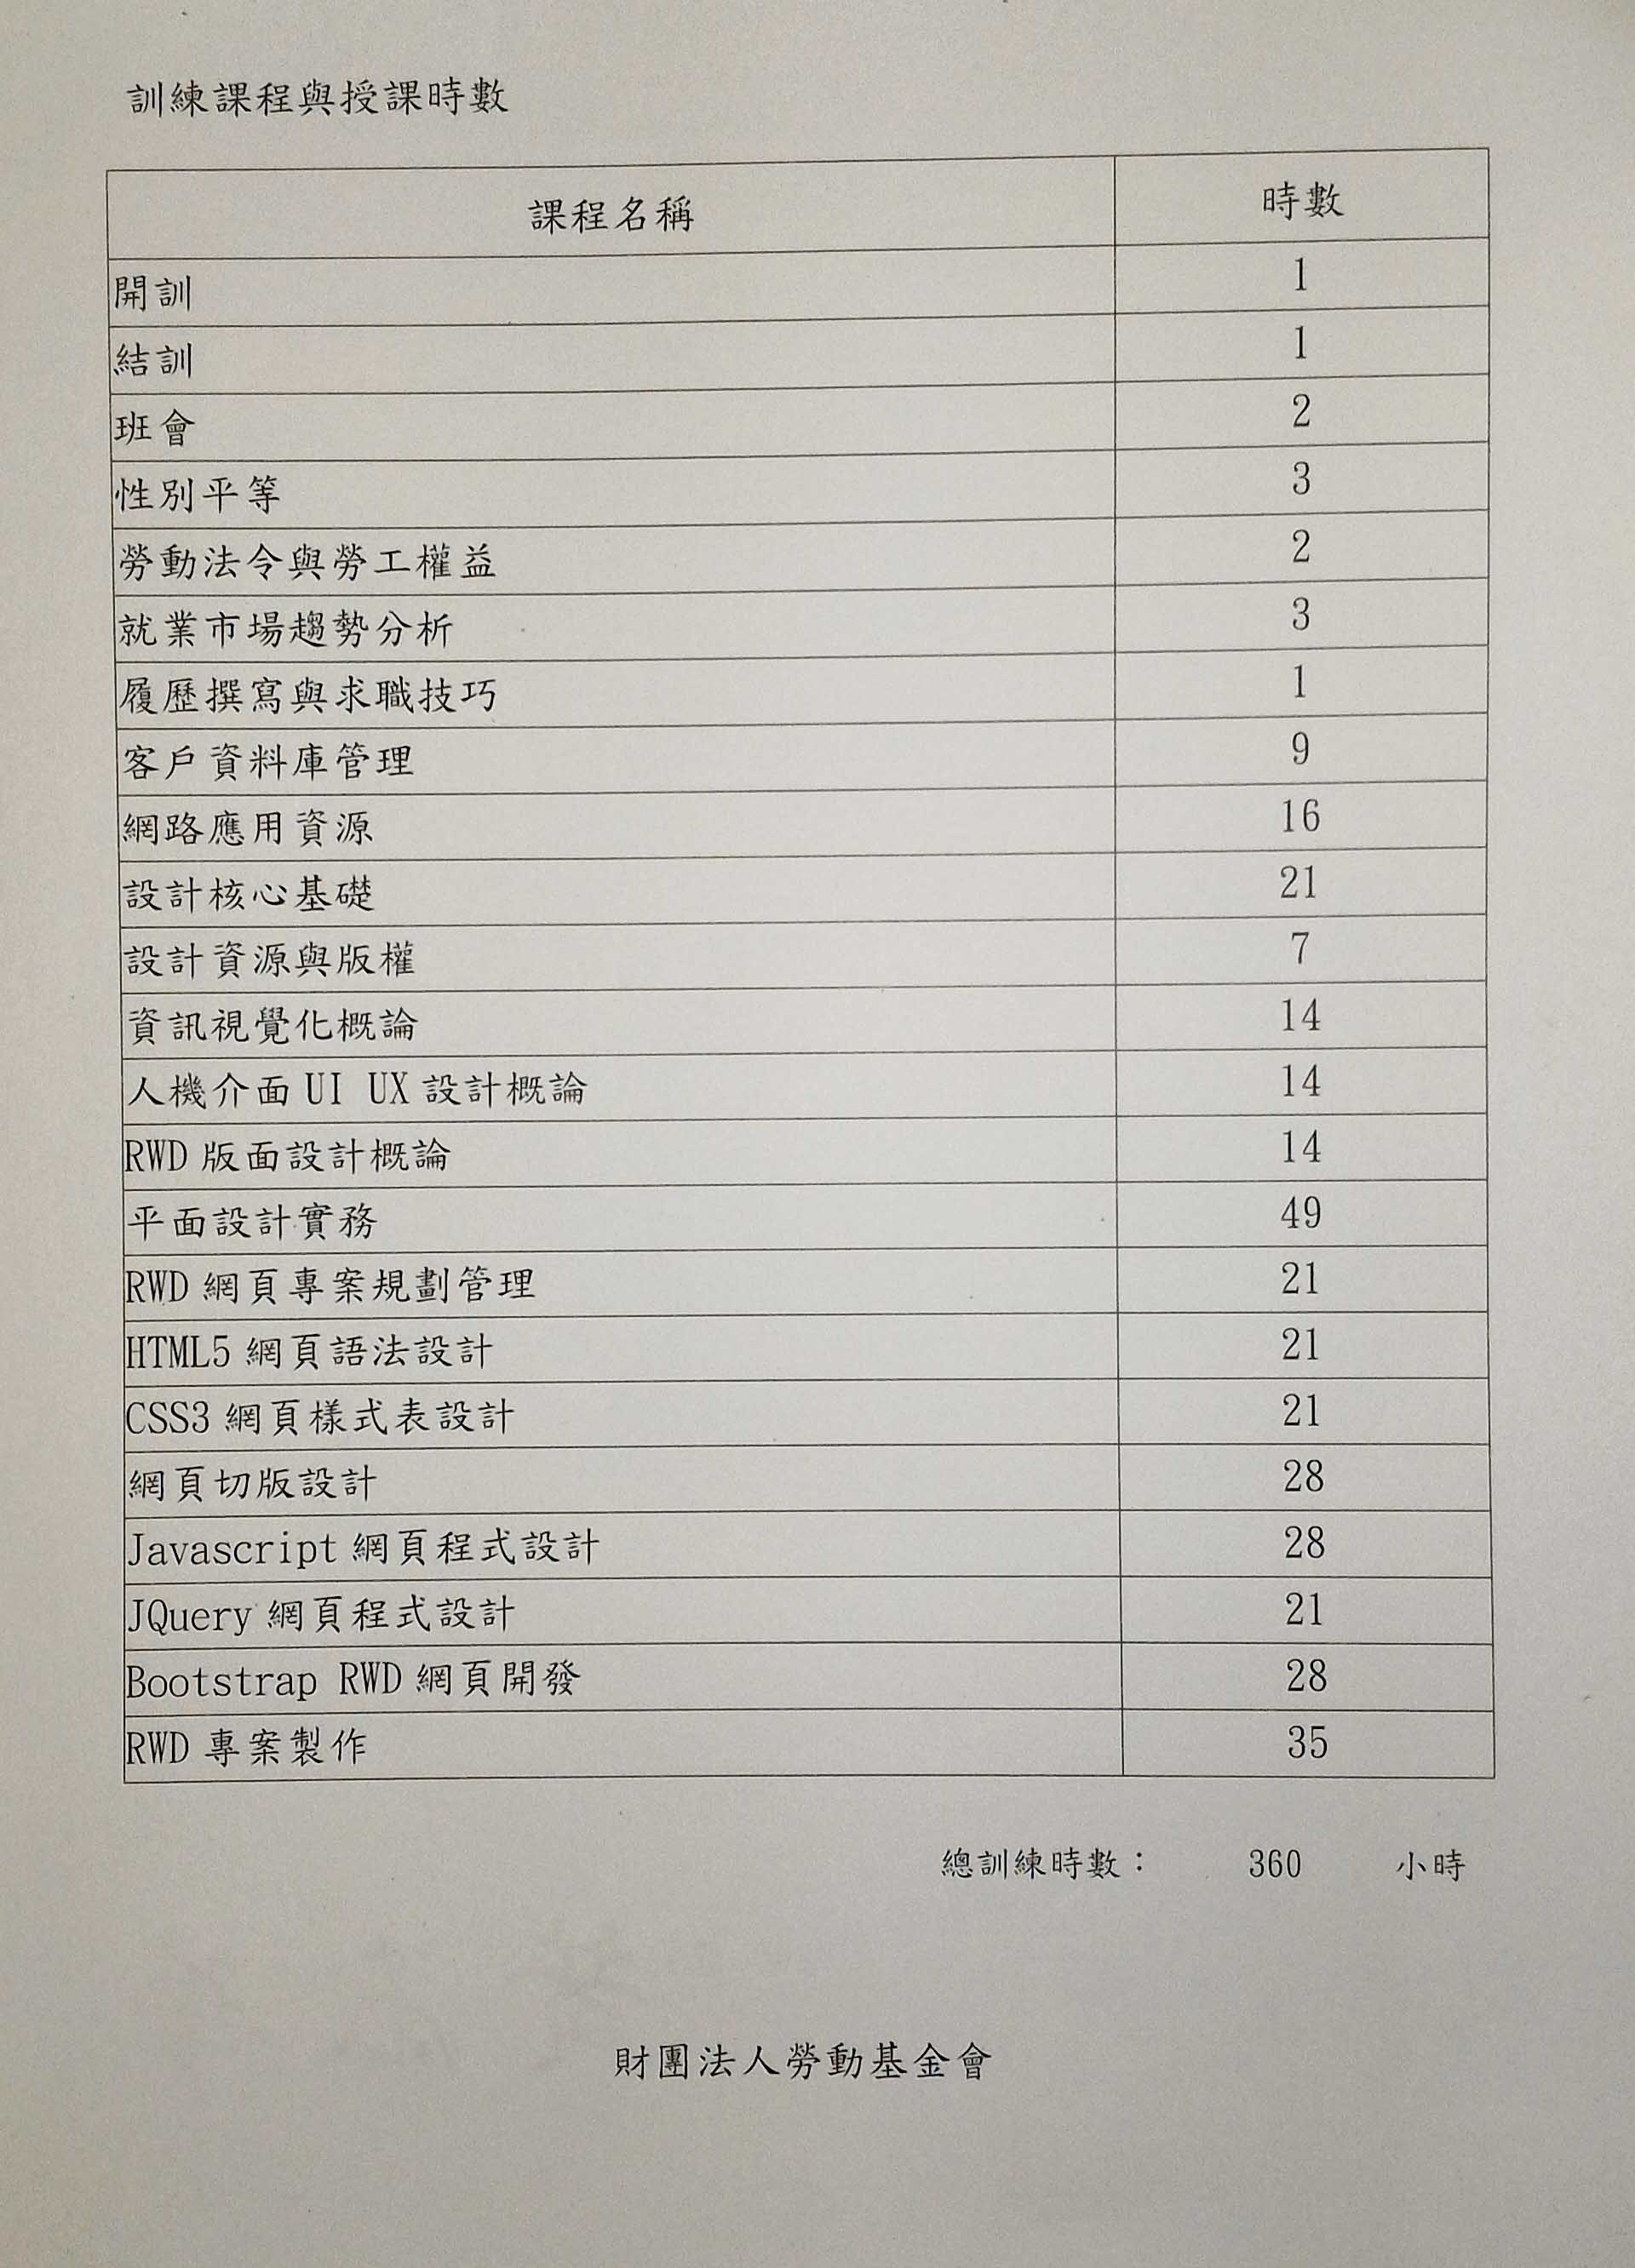 訓練課程與授課時數
課程名稱 時數
開訓 1
結訓 1
班會 2
性別平等 3
勞動法令與勞工權益 2
就業市場趨勢分析 3
履歷撰寫與求職技巧 1
客戶資料庫管理 9
網路應用資源 16
設計核心基礎 21
設計資源與版權 7
資訊視覺化概論 14
人機介面 UI UX 設計概論 14
RWD 版面設計概論 14
平面設計實務 49
RWD 網頁專案規劃管理 21
HTML5 網頁語法設計 21
CSS3 網頁樣式表設計 21
網頁切版設計 28
Javascript 網頁程式設計 28
JQuery 網頁程式設計 21
Bootstrap RWD 網頁開發 28
RWD 專案製作 35
總訓練時數： 360 小時
財團法人勞動基金會